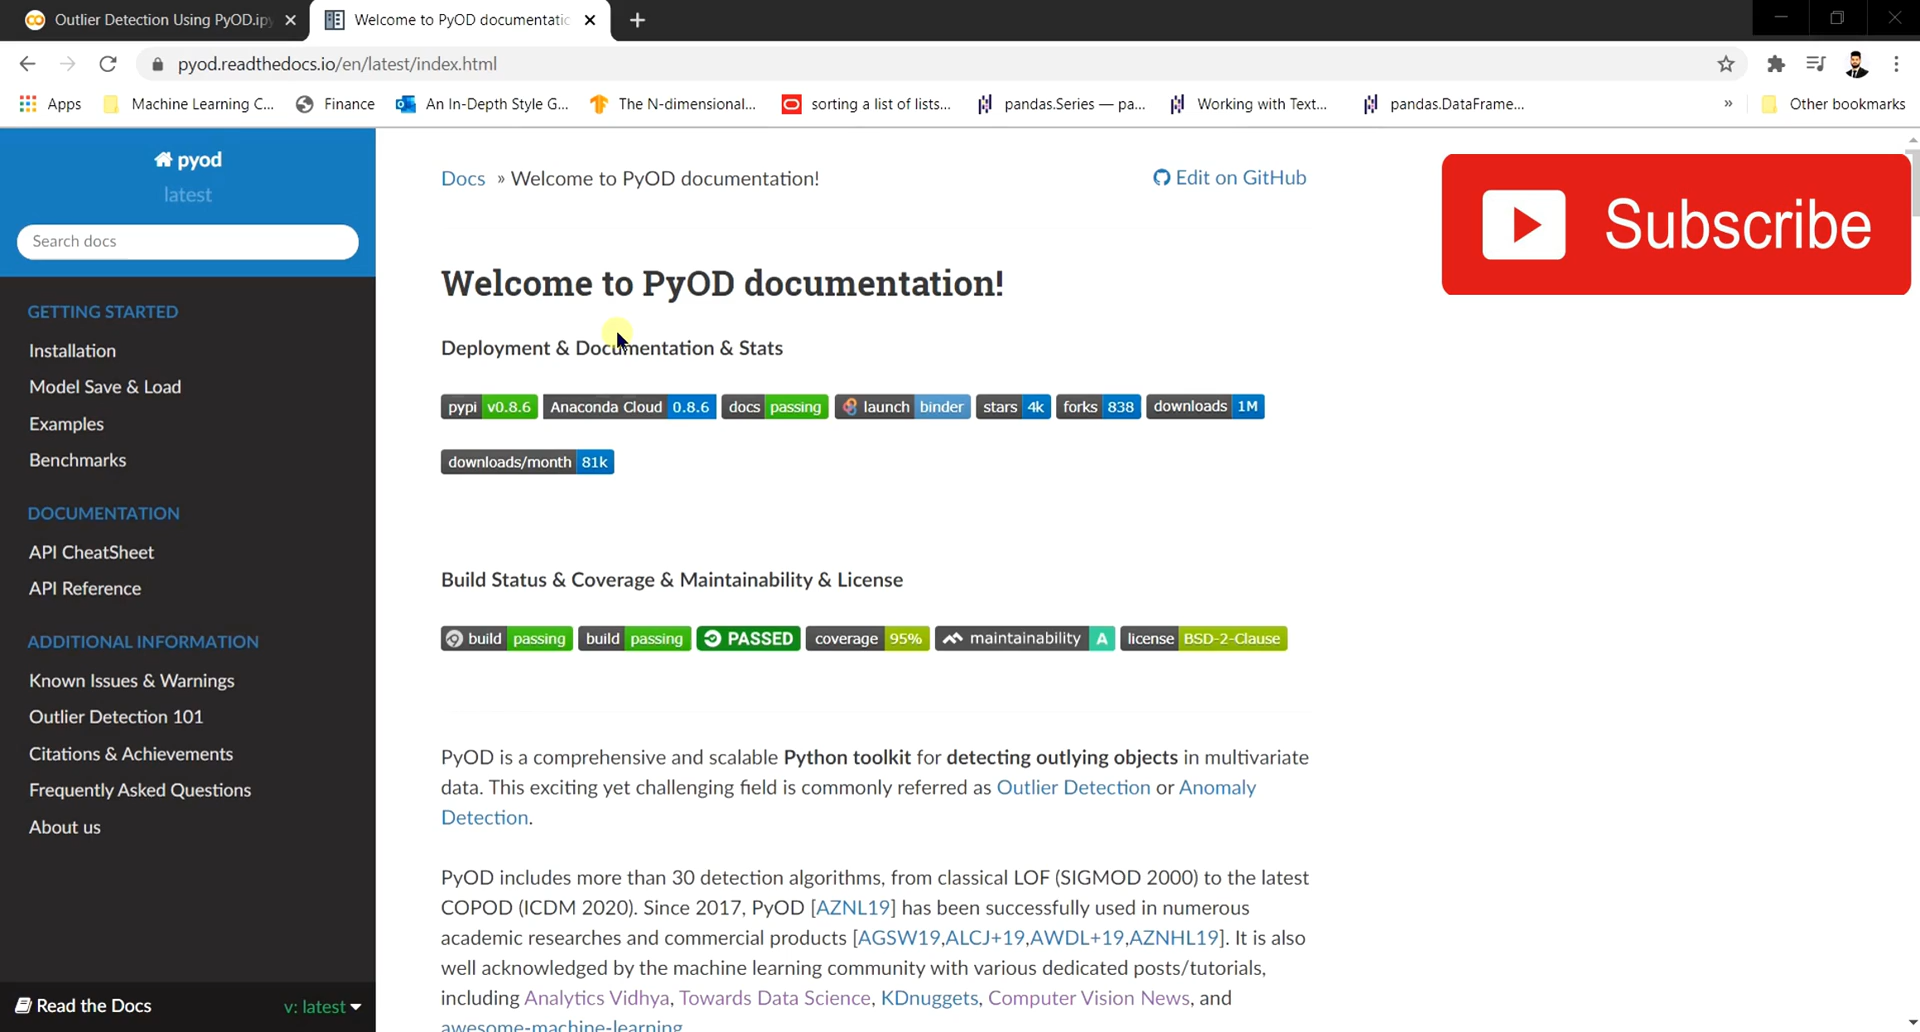 Outlier Detection Using PyOD.ipy
Welcome to PyOD documentatic
pyod.readthedocs.io/en/latest/index.html
Apps
Machine Learning C...
Finance
An In-Depth Style G...
The N-dimensional...
sorting a list of lists...
pandas.Series — pa...
Working with Text...
pandas.DataFrame...
»
Other bookmarks
pyod
latest
Search docs
GETTING STARTED
Installation
Model Save & Load
Examples
Benchmarks
DOCUMENTATION
API CheatSheet
API Reference
ADDITIONAL INFORMATION
Known Issues & Warnings
Outlier Detection 101
Citations & Achievements
Frequently Asked Questions
About us
Read the Docs
v: latest
Docs » Welcome to PyOD documentation!
Edit on GitHub
Subscribe
Welcome to PyOD documentation!
Deployment & Documentation & Stats
pypi v0.8.6 Anaconda Cloud 0.8.6 docs passing launch binder stars 4k forks 838 downloads 1M
downloads/month 81k
Build Status & Coverage & Maintainability & License
build passing build passing PASSED coverage 95% maintainability A license BSD-2-Clause
PyOD is a comprehensive and scalable Python toolkit for detecting outlying objects in multivariate
data. This exciting yet challenging field is commonly referred as Outlier Detection or Anomaly
Detection.
PyOD includes more than 30 detection algorithms, from classical LOF (SIGMOD 2000) to the latest
COPOD (ICDM 2020). Since 2017, PyOD [AZNL19] has been successfully used in numerous
academic researches and commercial products [AGSW19,ALCJ+19,AWDL+19,AZNHL19]. It is also
well acknowledged by the machine learning community with various dedicated posts/tutorials,
including Analytics Vidhya, Towards Data Science, KDnuggets, Computer Vision News, and
awesome-machine-learning